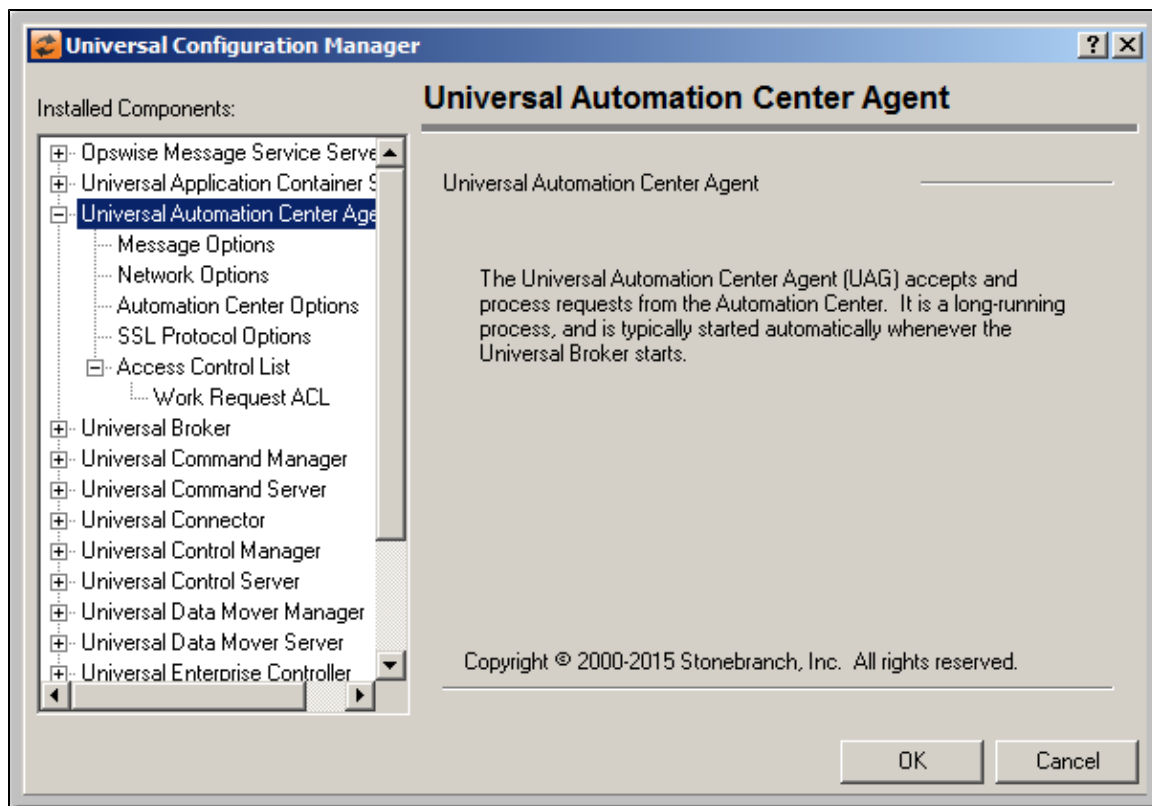 Universal Configuration Manager
Installed Components:
Opswise Message Service Serve
Universal Application Container S
Universal Automation Center Age
Message Options
Network Options
Automation Center Options
SSL Protocol Options
Access Control List
Work Request ACL
Universal Broker
Universal Command Manager
Universal Command Server
Universal Connector
Universal Control Manager
Universal Control Server
Universal Data Mover Manager
Universal Data Mover Server
Universal Enterprise Controller
Universal Automation Center Agent
Universal Automation Center Agent
The Universal Automation Center Agent (UAG) accepts and
process requests from the Automation Center. It is a long-running
process, and is typically started automatically whenever the
Universal Broker starts.
Copyright © 2000-2015 Stonebranch, Inc. All rights reserved.
OK
Cancel